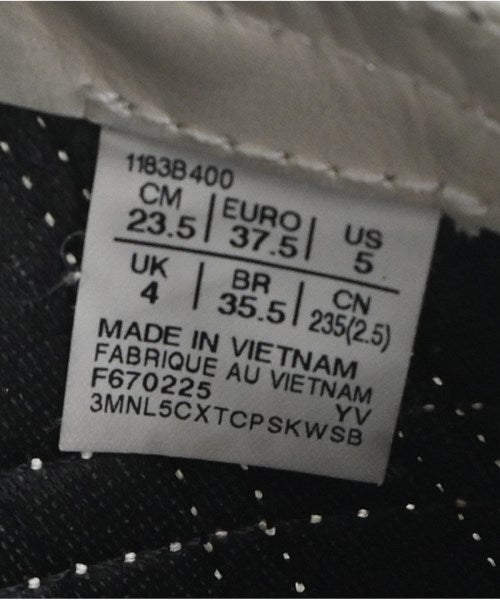 1183B400
CM EURO US
23.5 37.5 5
UK BR CN
4 35.5 235(2.5)
MADE IN VIETNAM
FABRIQUE AU VIETNAM
F670225 YV
3MNL5CXTCPSKWSB